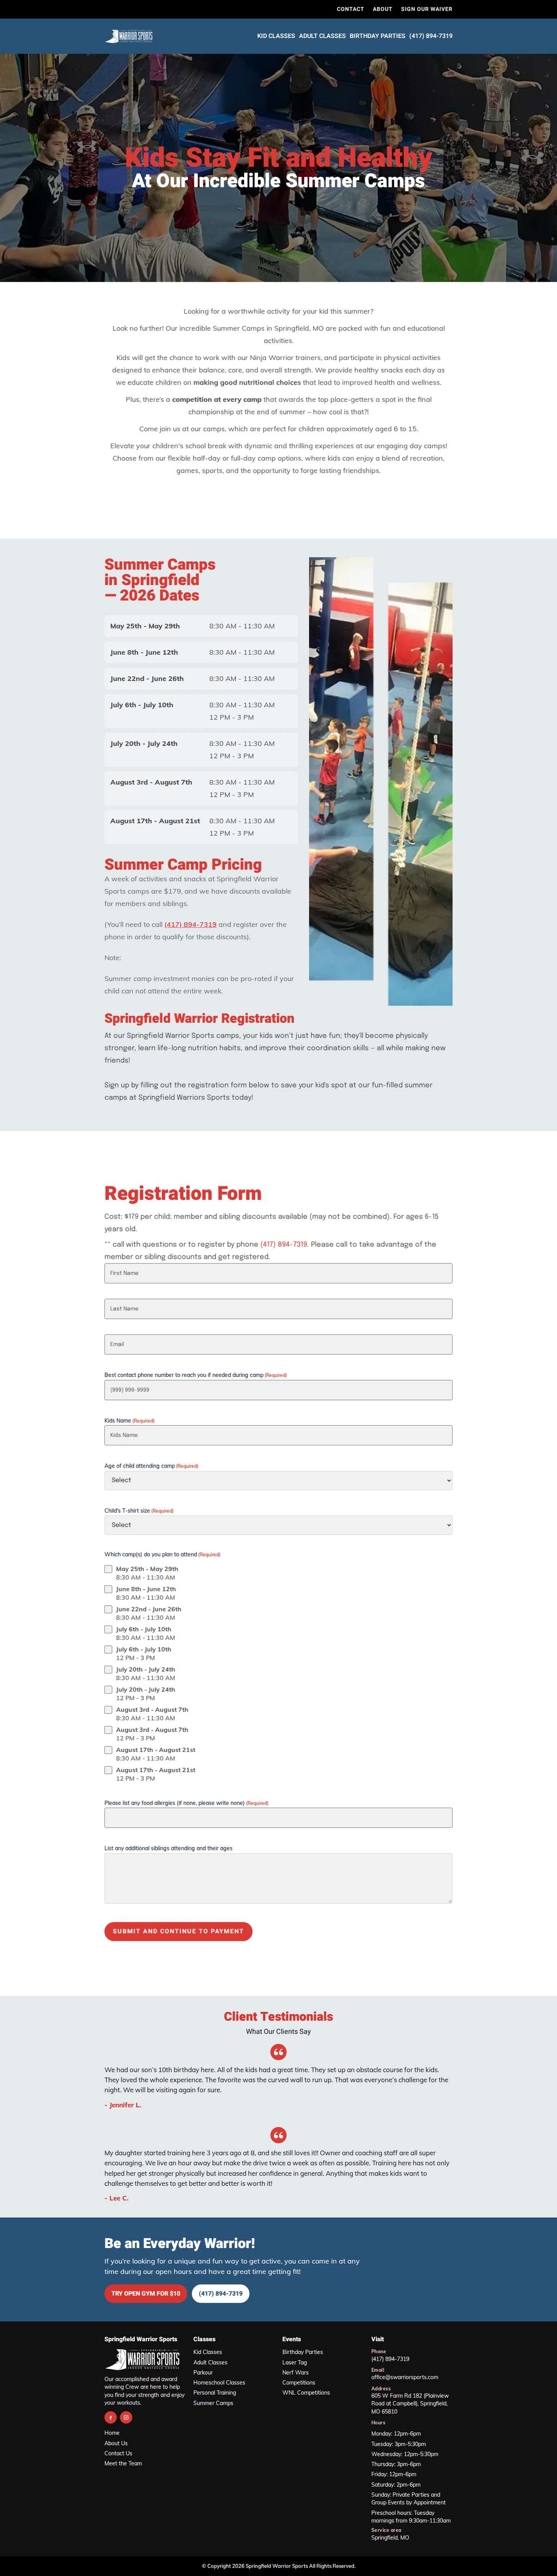 CONTACT ABOUT SIGN OUR WAIVER
WARRIOR SPORTS
KID CLASSES ADULT CLASSES BIRTHDAY PARTIES (417) 894-7319
Kids Stay Fit and Healthy
At Our Incredible Summer Camps
Looking for a worthwhile activity for your kid this summer?
Look no further! Our incredible Summer Camps in Springfield, MO are packed with fun and educational
activities.
Kids will get the chance to work with our Ninja Warrior trainers, and participate in physical activities
designed to enhance their balance, core, and overall strength. We provide healthy snacks each day as
we educate children on making good nutritional choices that lead to improved health and wellness.
Plus, there's a competition at every camp that awards the top place-getters a spot in the final
championship at the end of summer – how cool is that?!
Come join us at our camps, which are perfect for children approximately aged 6 to 15.
Elevate your children's school break with dynamic and thrilling experiences at our engaging day camps!
Choose from our flexible half-day or full-day camp options, where kids can enjoy a blend of recreation,
games, sports, and the opportunity to forge lasting friendships.
Summer Camps
in Springfield
— 2026 Dates
May 25th - May 29th 8:30 AM - 11:30 AM
June 8th - June 12th 8:30 AM - 11:30 AM
June 22nd - June 26th 8:30 AM - 11:30 AM
July 6th - July 10th 8:30 AM - 11:30 AM
12 PM - 3 PM
July 20th - July 24th 8:30 AM - 11:30 AM
12 PM - 3 PM
August 3rd - August 7th 8:30 AM - 11:30 AM
12 PM - 3 PM
August 17th - August 21st 8:30 AM - 11:30 AM
12 PM - 3 PM
Summer Camp Pricing
A week of activities and snacks at Springfield Warrior
Sports camps are $179, and we have discounts available
for members and siblings.
(You'll need to call (417) 894-7319 and register over the
phone in order to qualify for those discounts).
Note:
Summer camp investment monies can be pro-rated if your
child can not attend the entire week.
Springfield Warrior Registration
At our Springfield Warrior Sports camps, your kids won't just have fun; they'll become physically
stronger, learn life-long nutrition habits, and improve their coordination skills – all while making new
friends!
Sign up by filling out the registration form below to save your kid's spot at our fun-filled summer
camps at Springfield Warriors Sports today!
Registration Form
Cost: $179 per child; member and sibling discounts available (may not be combined). For ages 6-15
years old.
** call with questions or to register by phone (417) 894-7319. Please call to take advantage of the
member or sibling discounts and get registered.
First Name
Last Name
Email
Best contact phone number to reach you if needed during camp (Required)
(999) 999-9999
Kids Name (Required)
Kids Name
Age of child attending camp (Required)
Select
Child's T-shirt size (Required)
Select
Which camp(s) do you plan to attend (Required)
May 25th - May 29th
8:30 AM - 11:30 AM
June 8th - June 12th
8:30 AM - 11:30 AM
June 22nd - June 26th
8:30 AM - 11:30 AM
July 6th - July 10th
8:30 AM - 11:30 AM
July 6th - July 10th
12 PM - 3 PM
July 20th - July 24th
8:30 AM - 11:30 AM
July 20th - July 24th
12 PM - 3 PM
August 3rd - August 7th
8:30 AM - 11:30 AM
August 3rd - August 7th
12 PM - 3 PM
August 17th - August 21st
8:30 AM - 11:30 AM
August 17th - August 21st
12 PM - 3 PM
Please list any food allergies (if none, please write none) (Required)
List any additional siblings attending and their ages
SUBMIT AND CONTINUE TO PAYMENT
Client Testimonials
What Our Clients Say
We had our son's 10th birthday here. All of the kids had a great time. They set up an obstacle course for the kids.
They loved the whole experience. The favorite was the curved wall to run up. That was everyone's challenge for the
night. We will be visiting again for sure.
- Jennifer L.
My daughter started training here 3 years ago at 8, and she still loves it!!! Owner and coaching staff are all super
encouraging. We live an hour away but make the drive twice a week as often as possible. Training here has not only
helped her get stronger physically but increased her confidence in general. Anything that makes kids want to
challenge themselves to get better and better is worth it!
- Lee C.
Be an Everyday Warrior!
If you're looking for a unique and fun way to get active, you can come in at any
time during our open hours and have a great time getting fit!
TRY OPEN GYM FOR $10 (417) 894-7319
Springfield Warrior Sports
WARRIOR SPORTS
Our accomplished and award
winning Crew are here to help
you find your strength and enjoy
your workouts.
Home
About Us
Contact Us
Meet the Team
Classes
Kid Classes
Adult Classes
Parkour
Homeschool Classes
Personal Training
Summer Camps
Events
Birthday Parties
Laser Tag
Nerf Wars
Competitions
WNL Competitions
Visit
Phone
(417) 894-7319
Email
office@swarriorsports.com
Address
605 W Farm Rd 182 (Plainview
Road at Campbell), Springfield,
MO 65810
Hours
Monday: 12pm-6pm
Tuesday: 3pm-5:30pm
Wednesday: 12pm-5:30pm
Thursday: 3pm-6pm
Friday: 12pm-6pm
Saturday: 2pm-6pm
Sunday: Private Parties and
Group Events by Appointment
Preschool hours: Tuesday
mornings from 9:30am-11:30am
Service area
Springfield, MO
© Copyright 2026 Springfield Warrior Sports All Rights Reserved.